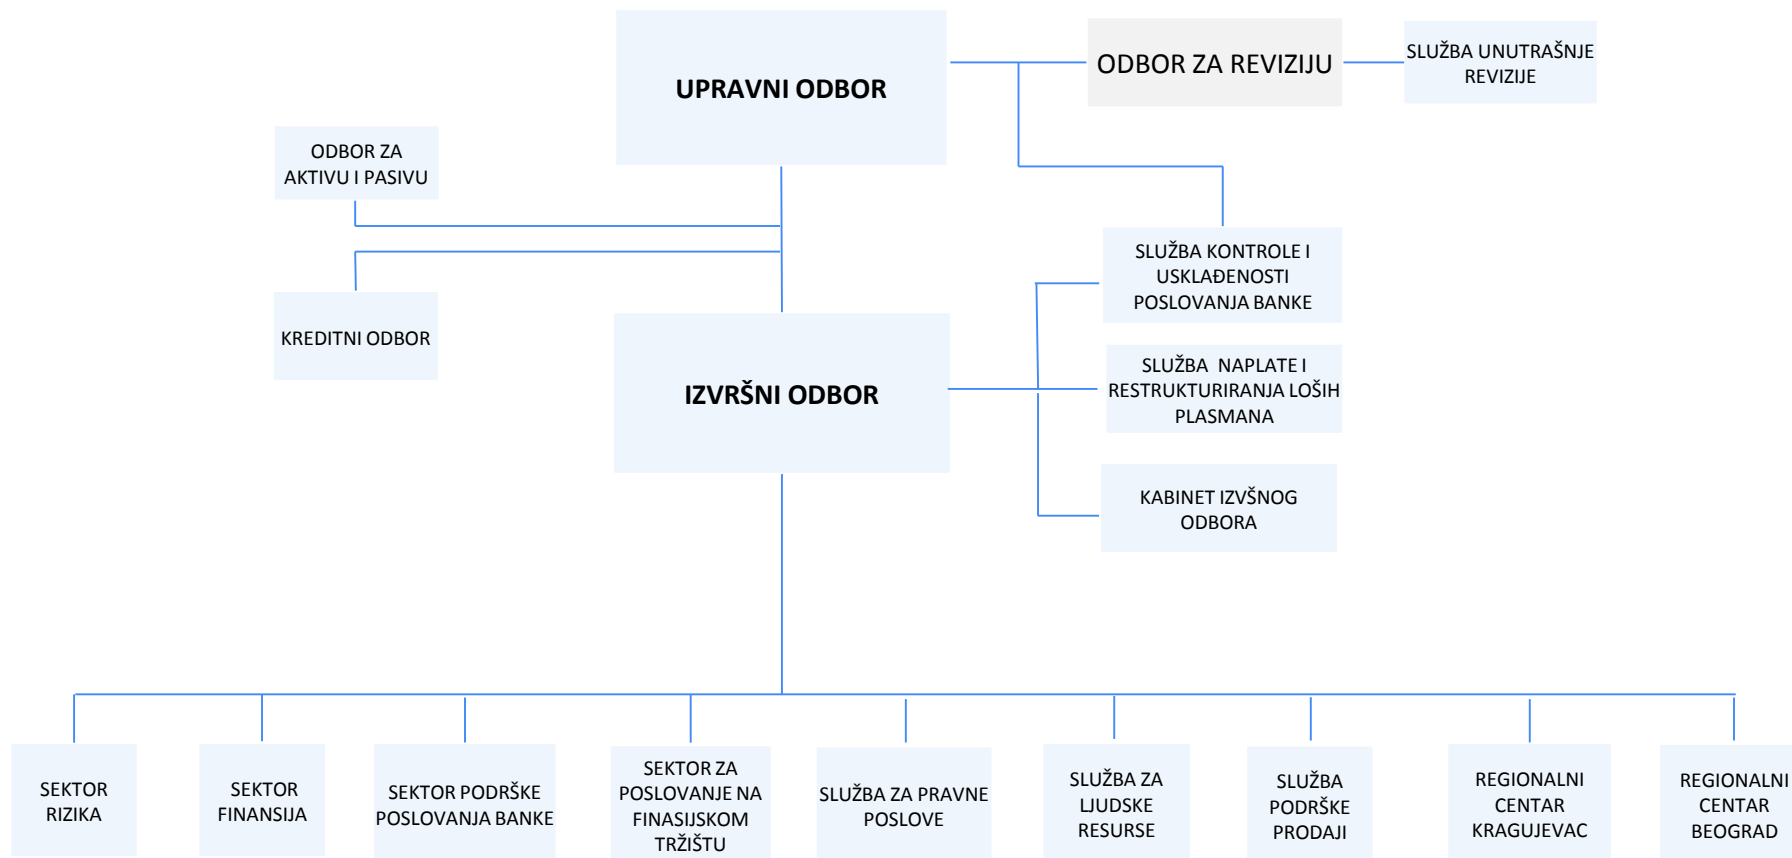 UPRAVNI ODBOR
ODBOR ZA REVIZIJU
SLUŽBA UNUTRAŠNJE
REVIZIJE
ODBOR ZA
AKTIVU I PASIVU
KREDITNI ODBOR
SLUŽBA KONTROLE I
USKLAĐENOSTI
POSLOVANJA BANKE
IZVRŠNI ODBOR
SLUŽBA  NAPLATE I
RESTRUKTURIRANJA LOŠIH
PLASMANA
KABINET IZVŠNOG
ODBORA
SEKTOR
RIZIKA
SEKTOR
FINANSIJA
SEKTOR PODRŠKE
POSLOVANJA BANKE
SEKTOR ZA
POSLOVANJE NA
FINASIJSKOM
TRŽIŠTU
SLUŽBA ZA PRAVNE
POSLOVE
SLUŽBA ZA
LJUDSKE
RESURSE
SLUŽBA
PODRŠKE
PRODAJI
REGIONALNI
CENTAR
KRAGUJEVAC
REGIONALNI
CENTAR
BEOGRAD